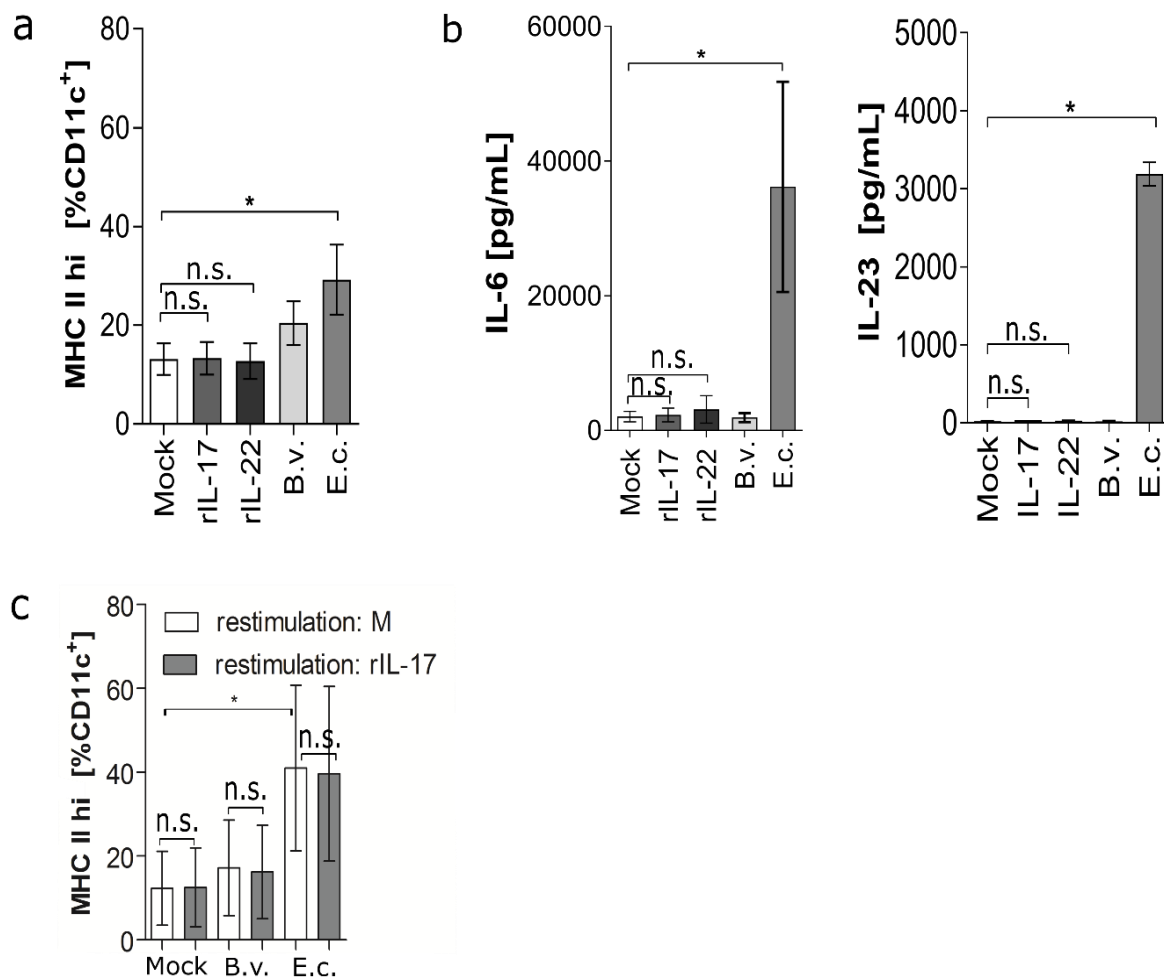 a
MHC II hi [%CD11c+]
80
60
40
20
0
*
n.s.
n.s.
Mock
rIL-17
rIL-22
B.v.
E.c.
b
IL-6 [pg/mL]
60000
40000
20000
0
*
n.s.
n.s.
Mock
rIL-17
rIL-22
B.v.
E.c.
IL-23 [pg/mL]
5000
4000
3000
2000
1000
0
*
n.s.
n.s.
Mock
IL-17
IL-22
B.v.
E.c.
c
MHC II hi [%CD11c+]
80
60
40
20
0
restimulation: M
restimulation: rIL-17
*
n.s.
n.s.
n.s.
Mock
B.v.
E.c.